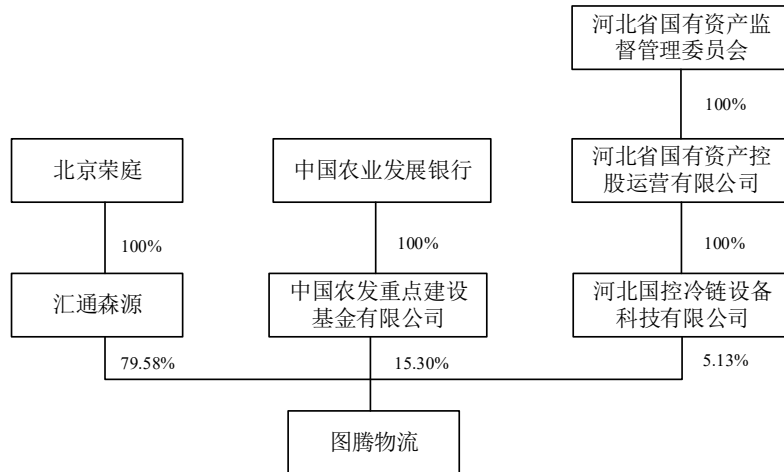 河北省国有资产监
督管理委员会
100%
北京荣庭
中国农业发展银行
河北省国有资产控
股运营有限公司
100%
100%
100%
汇通森源
中国农发重点建设
基金有限公司
河北国控冷链设备
科技有限公司
79.58%
15.30%
5.13%
图腾物流